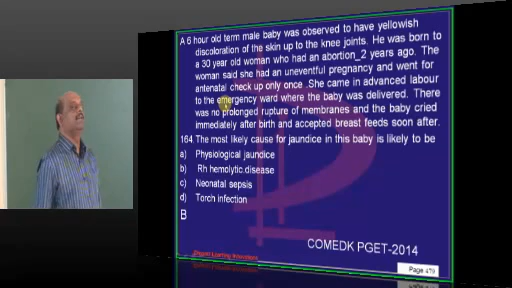 A 6 hour old term male baby was observed to have yellowish
discoloration of the skin up to the knee joints. He was born to
a 30 year old woman who had an abortion_2 years ago. The
woman said she had an uneventful pregnancy and went for
antenatal check up only once .She came in advanced labour
to the emergency ward where the baby was delivered. There
was no prolonged rupture of membranes and the baby cried
immediately after birth and accepted breast feeds soon after.
164. The most likely cause for jaundice in this baby is likely to be
a) Physiological jaundice
b) Rh hemolytic.disease
c) Neonatal sepsis
d) Torch infection
B
COMEDK PGET-2014
Page 479